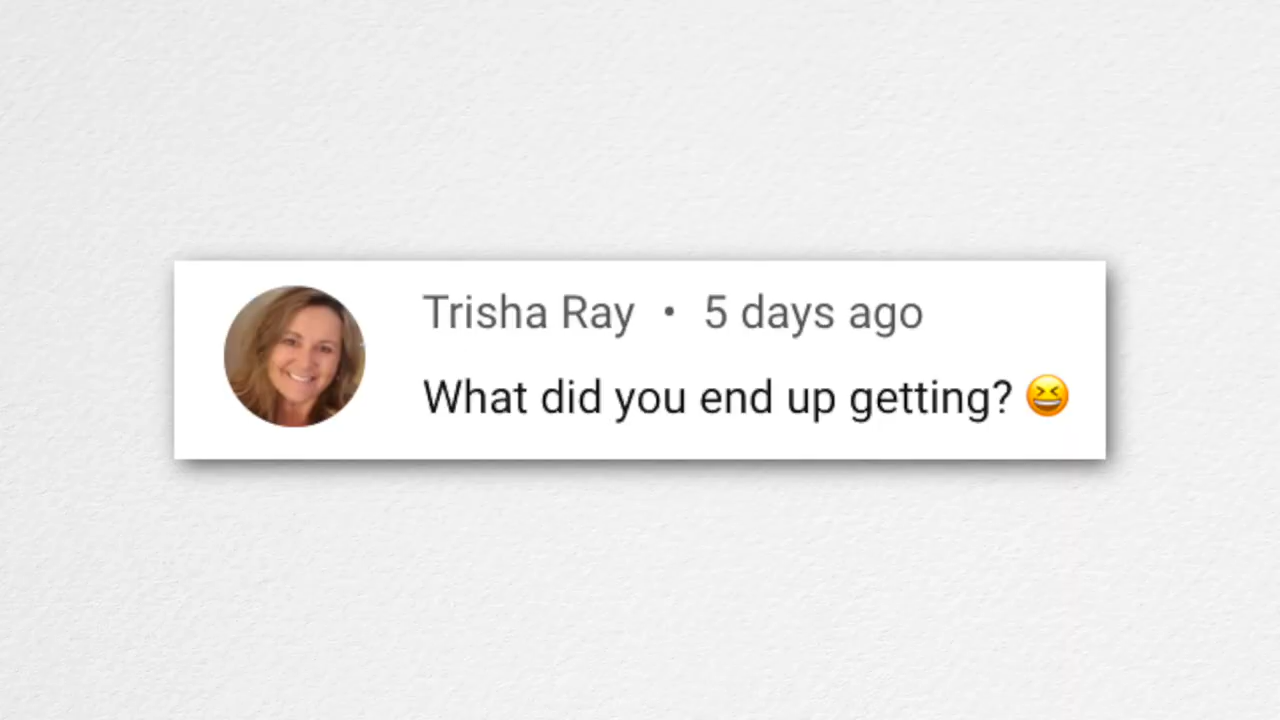 Trisha Ray • 5 days ago
What did you end up getting? 😆